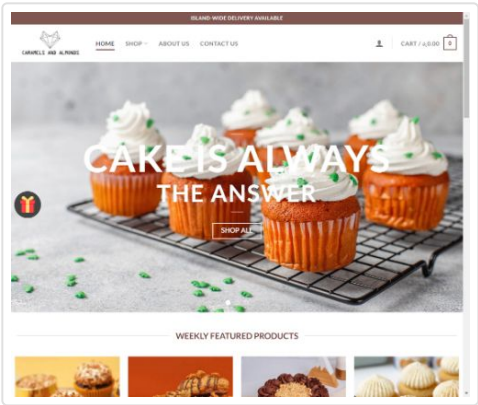 ISLAND-WIDE DELIVERY AVAILABLE
CARAMELS AND ALMONDS
HOME SHOP ABOUT US CONTACT US
CART / රු0.00 0
CAKE IS ALWAYS
THE ANSWER
SHOP ALL
WEEKLY FEATURED PRODUCTS